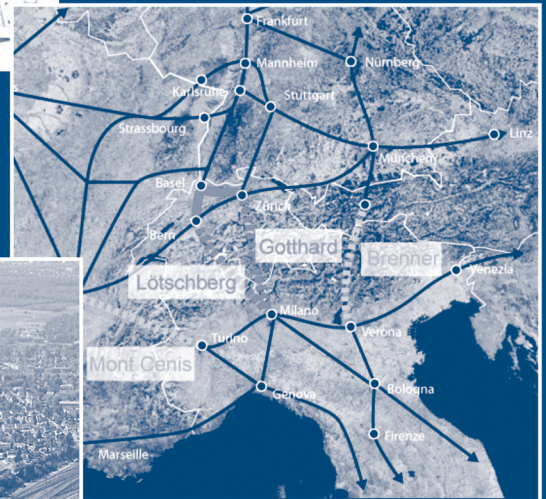 Frankfurt
Mannheim
Nürnberg
Karlsruhe
Stuttgart
Strassbourg
Linz
München
Basel
Zürich
Bern
Gotthard
Brenner
Lötschberg
Venezia
Milano
Verona
Turino
Mont Cenis
Genova
Bologna
Firenze
Marseille